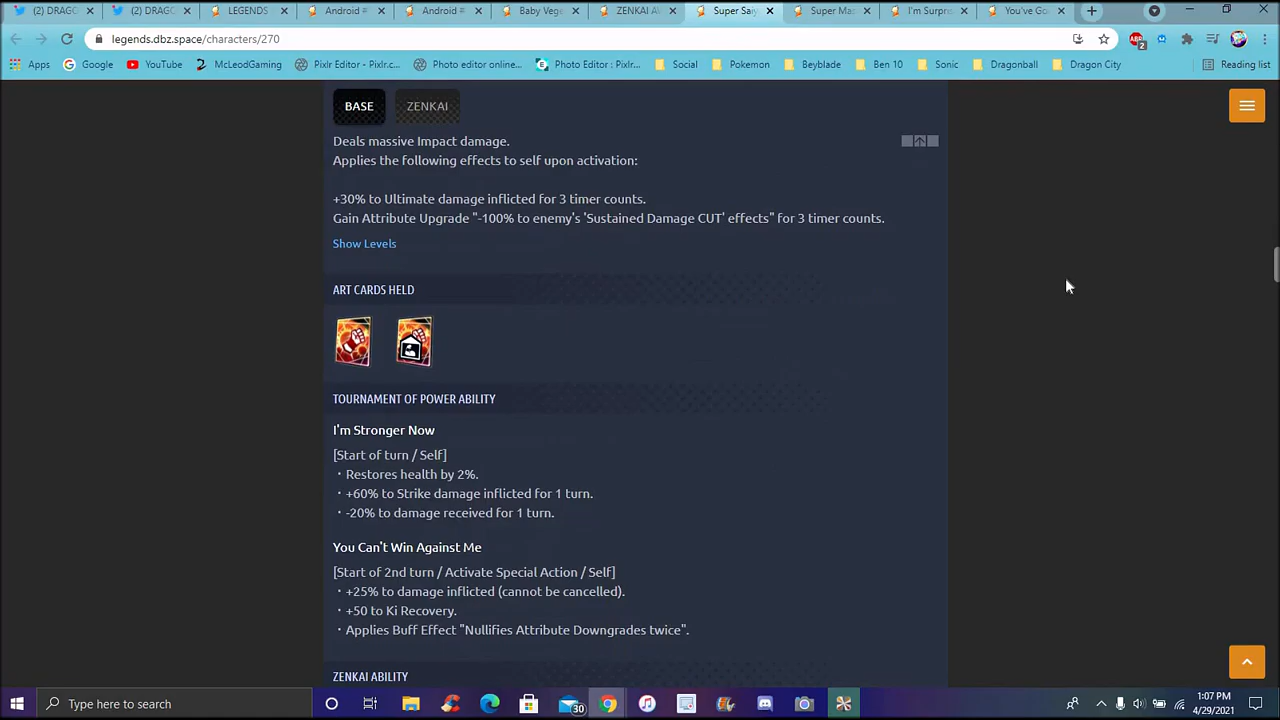 (2) DRAGO
(2) DRAGO
LEGENDS
Android #
Android #
Baby Vege
ZENKAI AV
Super Saiy
Super Ma
I'm Surpre
You've Go
legends.dbz.space/characters/270
2
Apps
Google
YouTube
McLeodGaming
Pixlr Editor - Pixlr.c...
Photo editor online...
Photo Editor : Pixlr...
Social
Pokemon
Beyblade
Ben 10
Sonic
Dragonball
Dragon City
Reading list
BASE
ZENKAI
Deals massive Impact damage.
Applies the following effects to self upon activation:
+30% to Ultimate damage inflicted for 3 timer counts.
Gain Attribute Upgrade "-100% to enemy's 'Sustained Damage CUT' effects" for 3 timer counts.
Show Levels
ART CARDS HELD
TOURNAMENT OF POWER ABILITY
I'm Stronger Now
[Start of turn / Self]
・Restores health by 2%.
・+60% to Strike damage inflicted for 1 turn.
・-20% to damage received for 1 turn.
You Can't Win Against Me
[Start of 2nd turn / Activate Special Action / Self]
・+25% to damage inflicted (cannot be cancelled).
・+50 to Ki Recovery.
・Applies Buff Effect "Nullifies Attribute Downgrades twice".
ZENKAI ABILITY
Type here to search
30
1:07 PM
4/29/2021